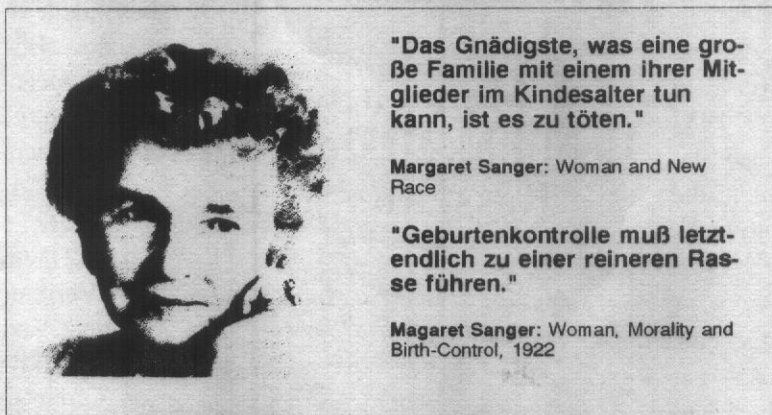 "Das Gnädigste, was eine gro-
ße Familie mit einem ihrer Mit-
glieder im Kindesalter tun
kann, ist es zu töten."
Margaret Sanger: Woman and New
Race
"Geburtenkontrolle muß letzt-
endlich zu einer reineren Ras-
se führen."
Magaret Sanger: Woman, Morality and
Birth-Control, 1922